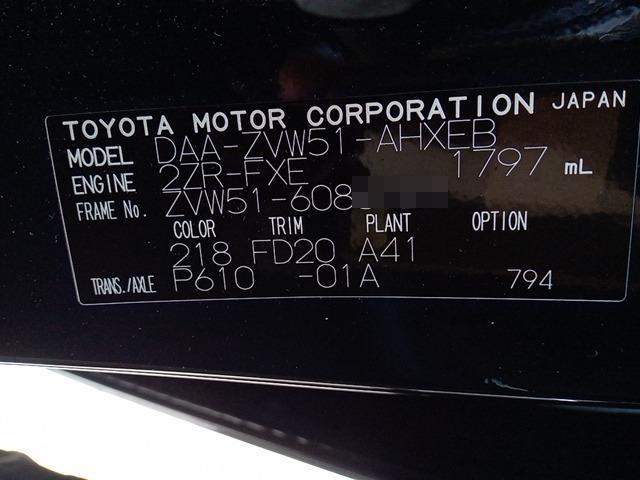 TOYOTA MOTOR CORPORATION JAPAN
MODEL DAA-ZVW51-AHXEB
ENGINE 2ZR-FXE 1797 mL
FRAME No. ZVW51-608
COLOR TRIM PLANT OPTION
218 FD20 A41
TRANS./AXLE P610 -01A 794